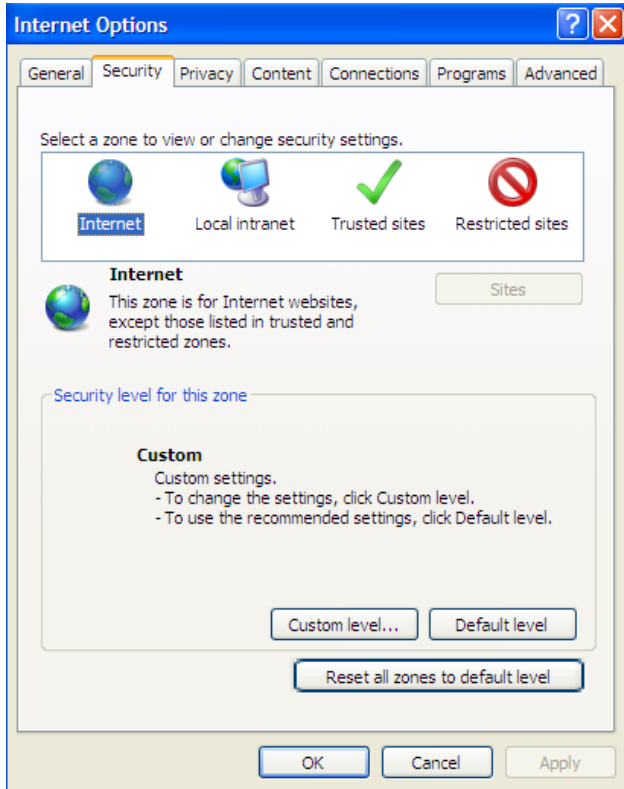 Internet Options
General Security Privacy Content Connections Programs Advanced
Select a zone to view or change security settings.
Internet Local intranet Trusted sites Restricted sites
Internet
Sites
This zone is for Internet websites,
except those listed in trusted and
restricted zones.
Security level for this zone
Custom
Custom settings.
- To change the settings, click Custom level.
- To use the recommended settings, click Default level.
Custom level... Default level
Reset all zones to default level
OK Cancel Apply